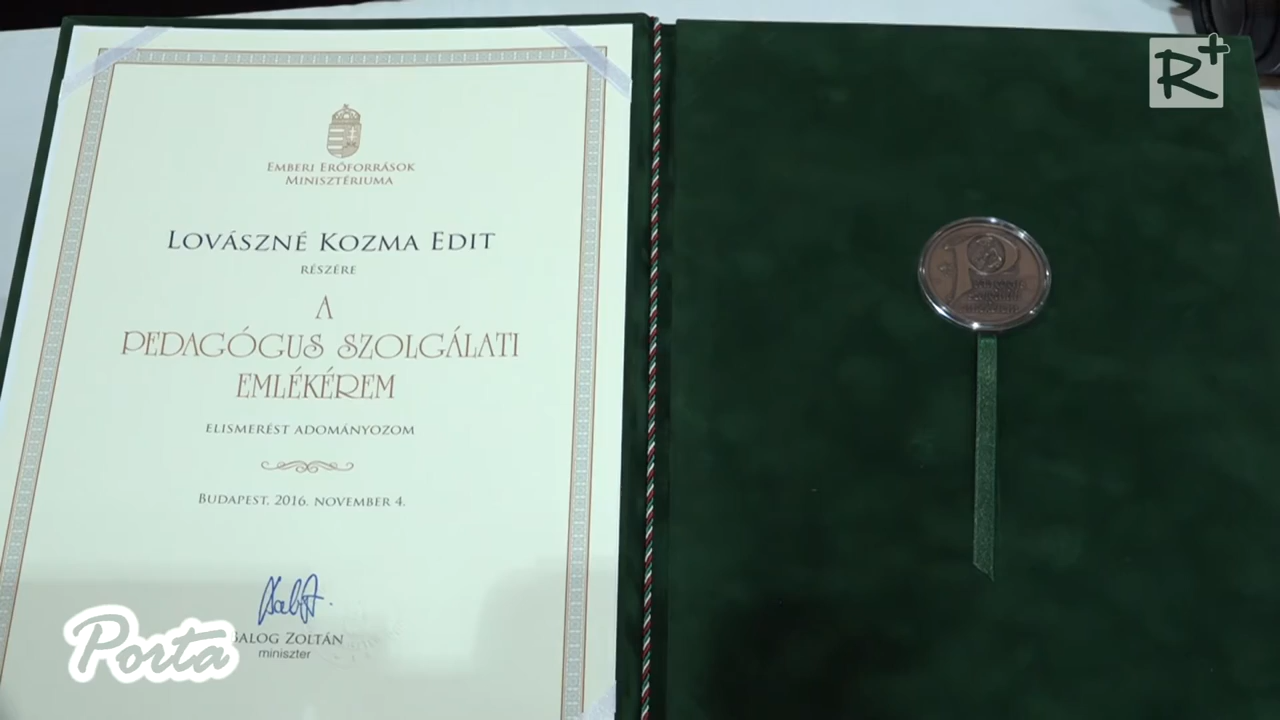 R+
EMBERI ERŐFORRÁSOK
MINISZTÉRIUMA
LOVÁSZNÉ KOZMA EDIT
RÉSZÉRE
A
PEDAGÓGUS SZOLGÁLATI
EMLÉKÉREM
ELISMERÉST ADOMÁNYOZOM
BUDAPEST, 2016. NOVEMBER 4.
BALOG ZOLTÁN
miniszter
Porta